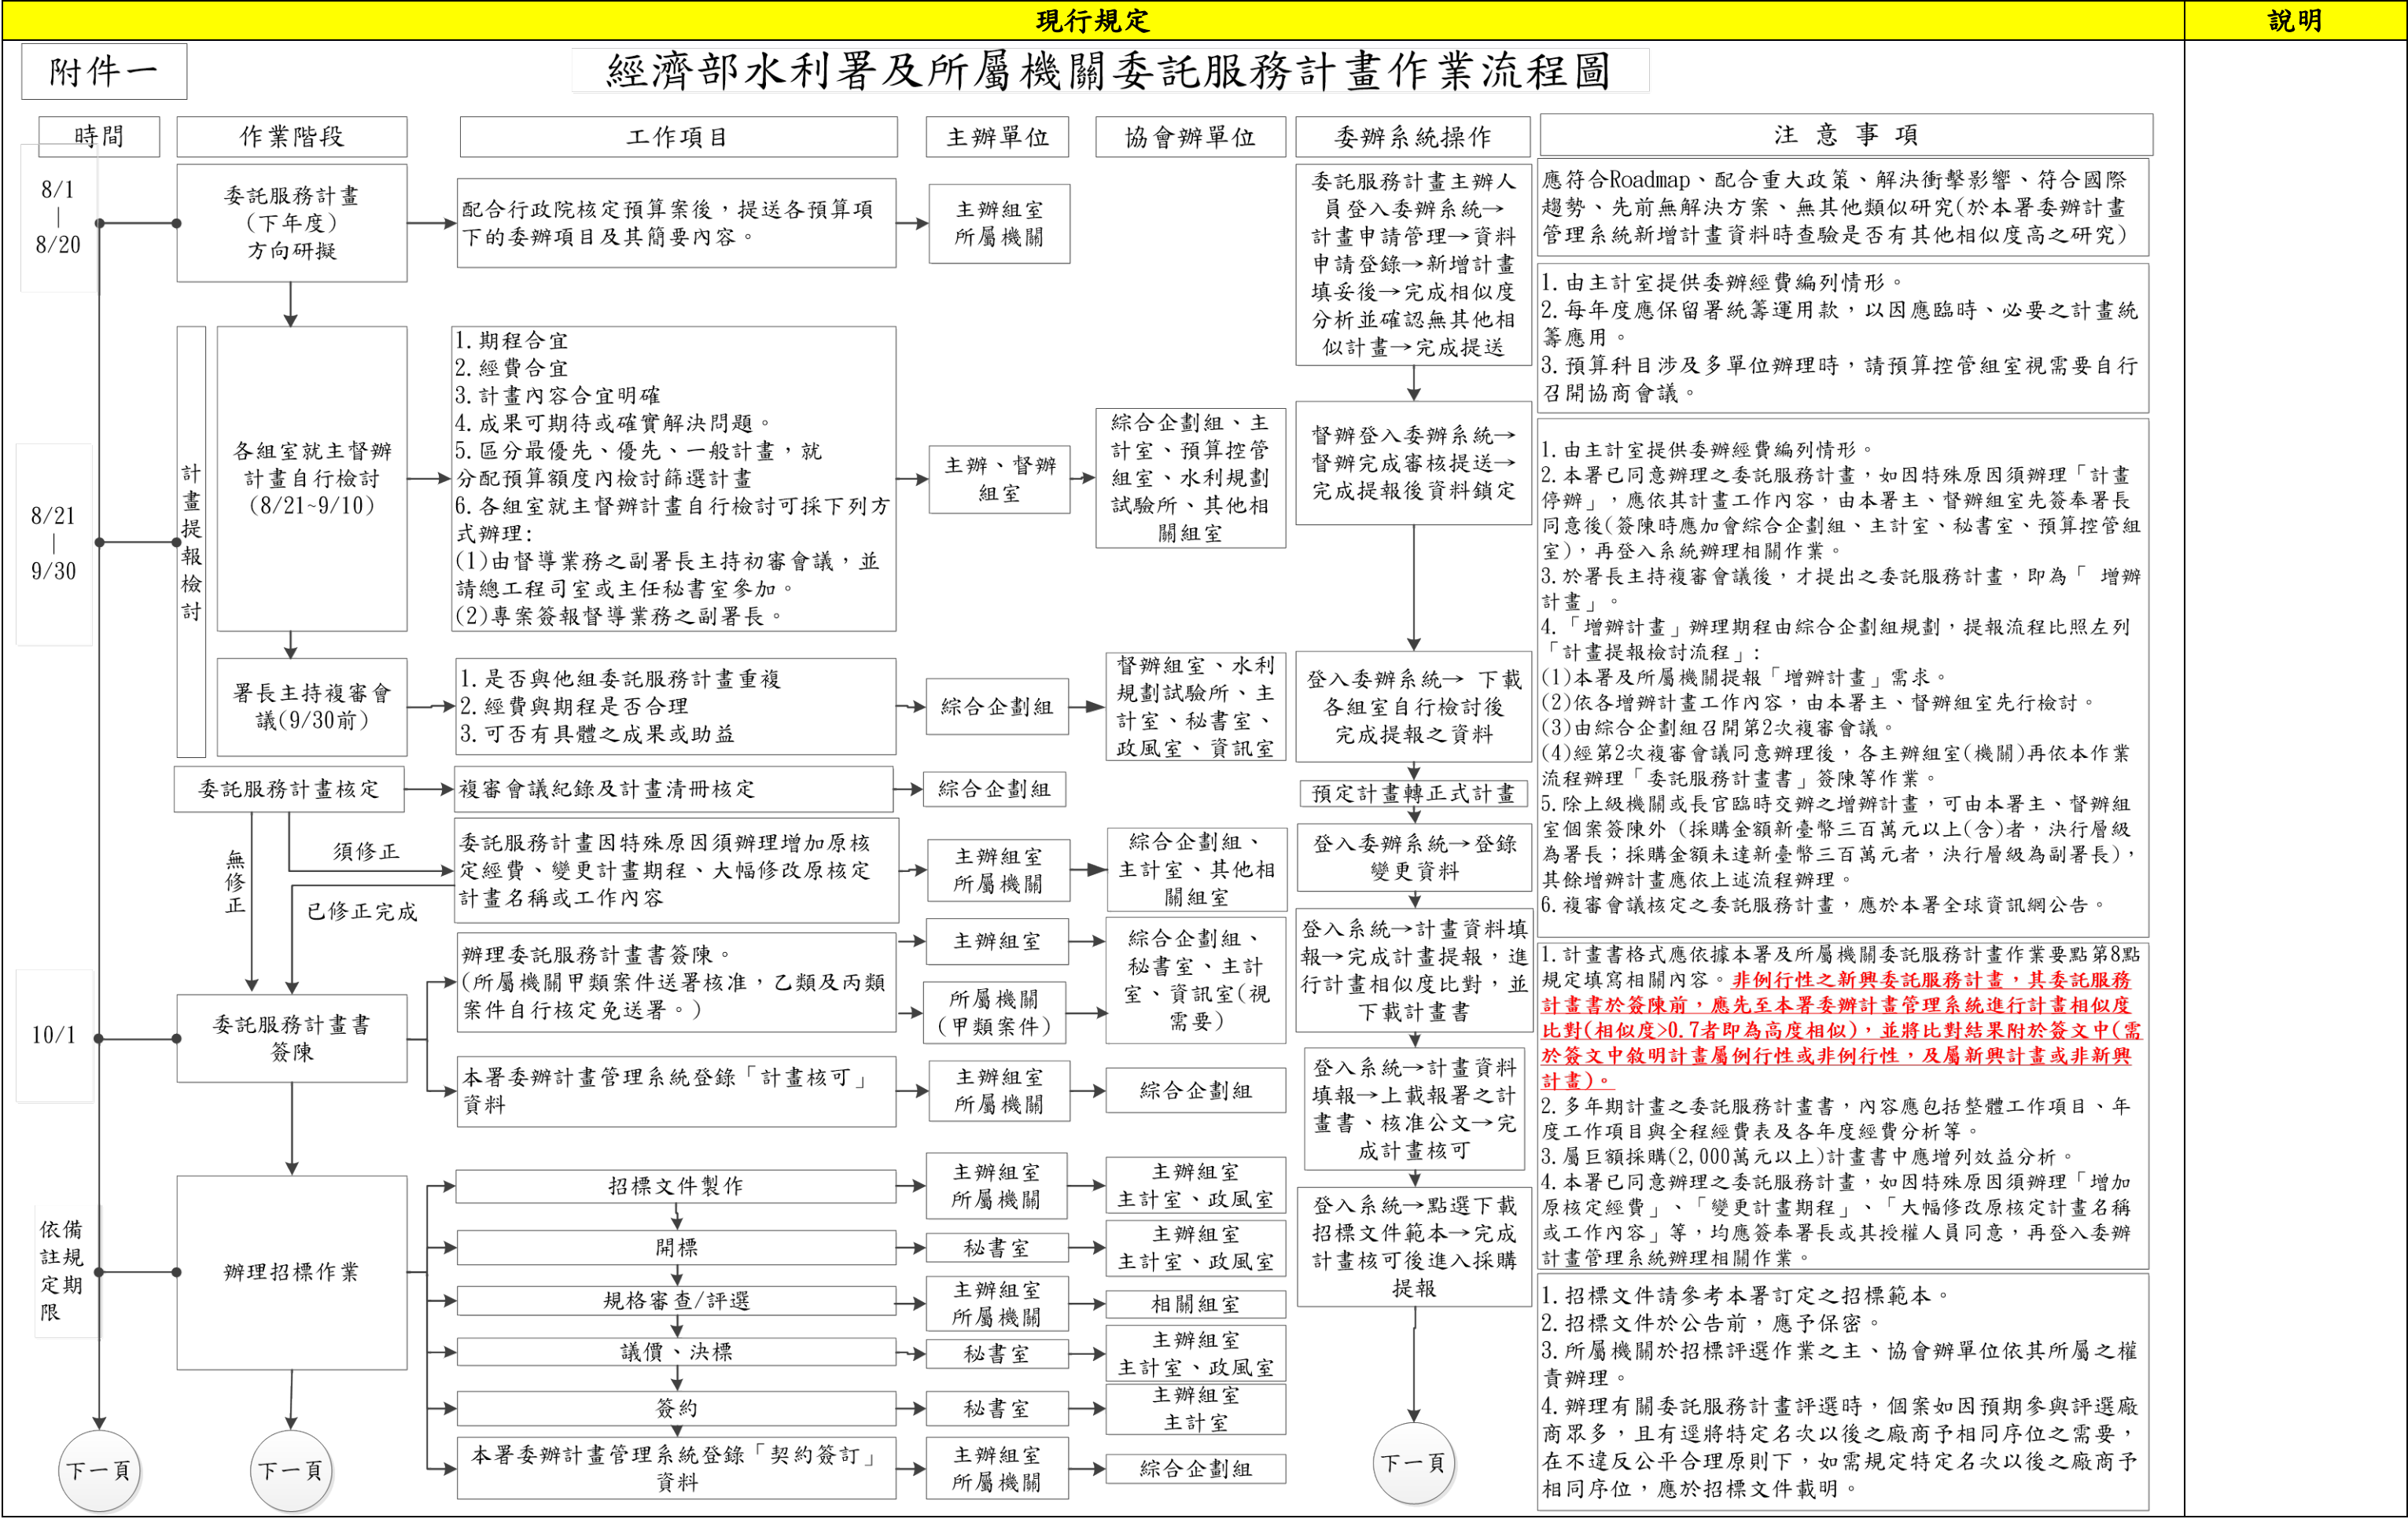 現行規定
說明
附件一
經濟部水利署及所屬機關委託服務計畫作業流程圖
時間
作業階段
工作項目
主辦單位
協會辦單位
委辦系統操作
注 意 事 項
8/1
|
8/20
委託服務計畫
(下年度)
方向研擬
配合行政院核定預算案後，提送各預算項
下的委辦項目及其簡要內容。
主辦組室
所屬機關
委託服務計畫主辦人
員登入委辦系統→
計畫申請管理→資料
申請登錄→新增計畫
填妥後→完成相似度
分析並確認無其他相
似計畫→完成提送
應符合Roadmap、配合重大政策、解決衝擊影響、符合國際
趨勢、先前無解決方案、無其他類似研究(於本署委辦計畫
管理系統新增計畫資料時查驗是否有其他相似度高之研究)
1.由主計室提供委辦經費編列情形。
2.每年度應保留署統籌運用款，以因應臨時、必要之計畫統
籌應用。
3.預算科目涉及多單位辦理時，請預算控管組室視需要自行
召開協商會議。
8/21
|
9/30
計畫提報檢討
各組室就主督辦
計畫自行檢討
(8/21~9/10)
1.期程合宜
2.經費合宜
3.計畫內容合宜明確
4.成果可期待或確實解決問題。
5.區分最優先、優先、一般計畫，就
分配預算額度內檢討篩選計畫
6.各組室就主督辦計畫自行檢討可採下列方
式辦理:
(1)由督導業務之副署長主持初審會議，並
請總工程司室或主任秘書室參加。
(2)專案簽報督導業務之副署長。
主辦、督辦
組室
綜合企劃組、主
計室、預算控管
組室、水利規劃
試驗所、其他相
關組室
督辦登入委辦系統→
督辦完成審核提送→
完成提報後資料鎖定
1.由主計室提供委辦經費編列情形。
2.本署已同意辦理之委託服務計畫，如因特殊原因須辦理「計畫
停辦」，應依其計畫工作內容，由本署主、督辦組室先簽奉署長
同意後(簽陳時應加會綜合企劃組、主計室、秘書室、預算控管組
室)，再登入系統辦理相關作業。
3.於署長主持複審會議後，才提出之委託服務計畫，即為「 增辦
計畫」。
4.「增辦計畫」辦理期程由綜合企劃組規劃，提報流程比照左列
「計畫提報檢討流程」:
(1)本署及所屬機關提報「增辦計畫」需求。
(2)依各增辦計畫工作內容，由本署主、督辦組室先行檢討。
(3)由綜合企劃組召開第2次複審會議。
(4)經第2次複審會議同意辦理後，各主辦組室(機關)再依本作業
流程辦理「委託服務計畫書」簽陳等作業。
5.除上級機關或長官臨時交辦之增辦計畫，可由本署主、督辦組
室個案簽陳外 (採購金額新臺幣三百萬元以上(含)者，決行層級
為署長；採購金額未達新臺幣三百萬元者，決行層級為副署長)，
其餘增辦計畫應依上述流程辦理。
6.複審會議核定之委託服務計畫，應於本署全球資訊網公告。
署長主持複審會
議(9/30前)
1.是否與他組委託服務計畫重複
2.經費與期程是否合理
3.可否有具體之成果或助益
綜合企劃組
督辦組室、水利
規劃試驗所、主
計室、秘書室、
政風室、資訊室
登入委辦系統→ 下載
各組室自行檢討後
完成提報之資料
委託服務計畫核定
複審會議紀錄及計畫清冊核定
綜合企劃組
預定計畫轉正式計畫
無修正
須修正
已修正完成
委託服務計畫因特殊原因須辦理增加原核
定經費、變更計畫期程、大幅修改原核定
計畫名稱或工作內容
主辦組室
所屬機關
綜合企劃組、
主計室、其他相
關組室
登入委辦系統→登錄
變更資料
10/1
委託服務計畫書
簽陳
辦理委託服務計畫書簽陳。
(所屬機關甲類案件送署核准，乙類及丙類
案件自行核定免送署。)
主辦組室
所屬機關
(甲類案件)
綜合企劃組、
秘書室、主計
室、資訊室(視
需要)
登入系統→計畫資料填
報→完成計畫提報，進
行計畫相似度比對，並
下載計畫書
本署委辦計畫管理系統登錄「計畫核可」
資料
主辦組室
所屬機關
綜合企劃組
登入系統→計畫資料
填報→上載報署之計
畫書、核准公文→完
成計畫核可
1.計畫書格式應依據本署及所屬機關委託服務計畫作業要點第8點
規定填寫相關內容。非例行性之新興委託服務計畫，其委託服務
計畫書於簽陳前，應先至本署委辦計畫管理系統進行計畫相似度
比對(相似度>0.7者即為高度相似)，並將比對結果附於簽文中(需
於簽文中敘明計畫屬例行性或非例行性，及屬新興計畫或非新興
計畫)。
2.多年期計畫之委託服務計畫書，內容應包括整體工作項目、年
度工作項目與全程經費表及各年度經費分析等。
3.屬巨額採購(2,000萬元以上)計畫書中應增列效益分析。
4.本署已同意辦理之委託服務計畫，如因特殊原因須辦理「增加
原核定經費」、「變更計畫期程」、「大幅修改原核定計畫名稱
或工作內容」等，均應簽奉署長或其授權人員同意，再登入委辦
計畫管理系統辦理相關作業。
依備
註規
定期
限
辦理招標作業
招標文件製作
主辦組室
所屬機關
主辦組室
主計室、政風室
開標
秘書室
主辦組室
主計室、政風室
規格審查/評選
主辦組室
所屬機關
相關組室
議價、決標
秘書室
主辦組室
主計室、政風室
簽約
秘書室
主辦組室
主計室
本署委辦計畫管理系統登錄「契約簽訂」
資料
主辦組室
所屬機關
綜合企劃組
登入系統→點選下載
招標文件範本→完成
計畫核可後進入採購
提報
1.招標文件請參考本署訂定之招標範本。
2.招標文件於公告前，應予保密。
3.所屬機關於招標評選作業之主、協會辦單位依其所屬之權
責辦理。
4.辦理有關委託服務計畫評選時，個案如因預期參與評選廠
商眾多，且有逕將特定名次以後之廠商予相同序位之需要，
在不違反公平合理原則下，如需規定特定名次以後之廠商予
相同序位，應於招標文件載明。
下一頁
下一頁
下一頁